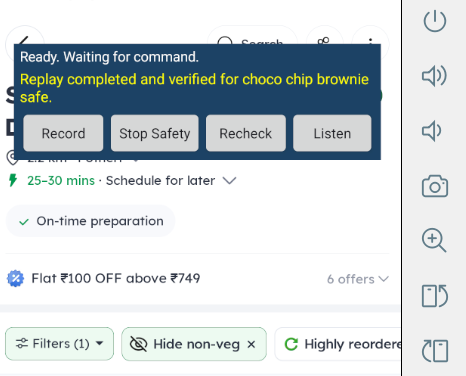 Search
Ready. Waiting for command.
Replay completed and verified for choco chip brownie
safe.
Record
Stop Safety
Recheck
Listen
25–30 mins · Schedule for later
On-time preparation
Flat ₹100 OFF above ₹749
6 offers
Filters (1)
Hide non-veg ×
Highly reordere